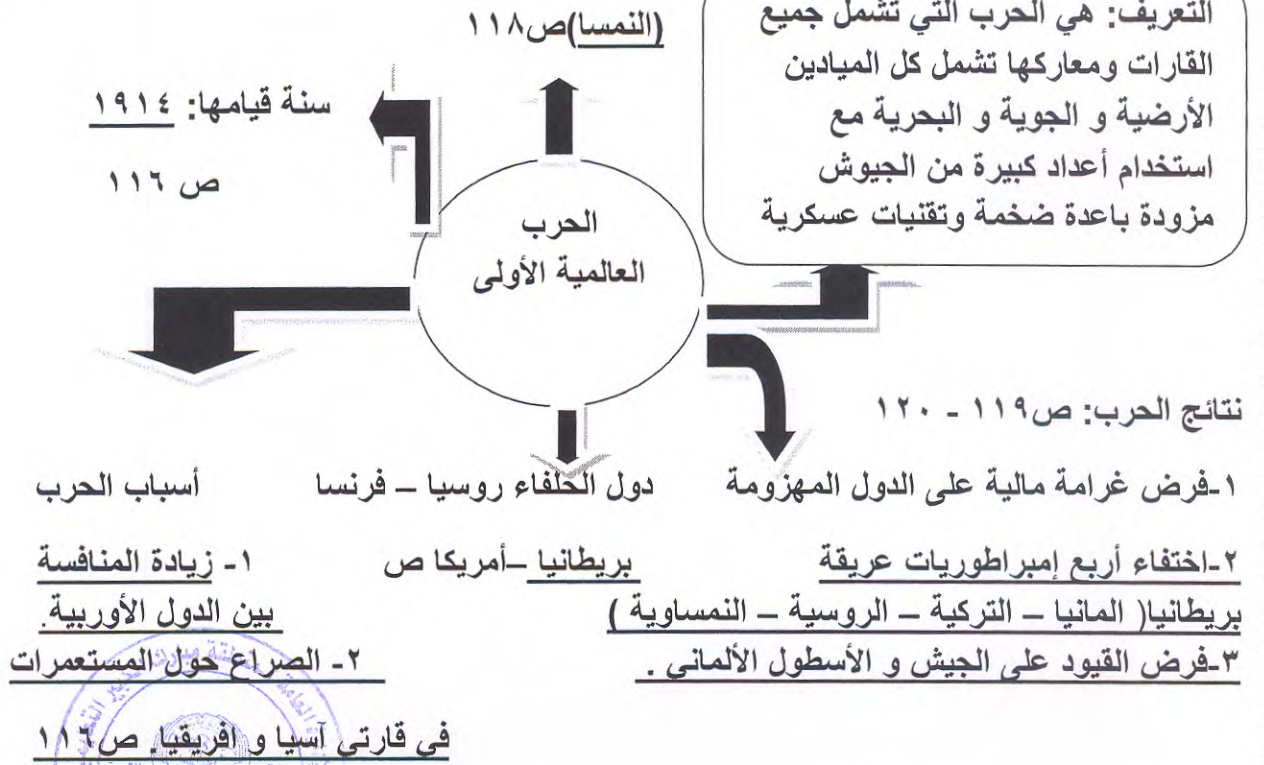 التعريف: هي الحرب التي تشمل جميع
القارات ومعاركها تشمل كل الميادين
الأرضية و الجوية و البحرية مع
استخدام أعداد كبيرة من الجيوش
مزودة باعدة ضخمة وتقنيات عسكرية
(النمسا)ص١١٨
سنة قيامها: ١٩١٤
ص ١١٦
الحرب
العالمية الأولى
نتائج الحرب: ص١١٩ - ١٢٠
١-فرض غرامة مالية على الدول المهزومة
٢-اختفاء أربع إمبراطوريات عريقة
بريطانيا( المانيا – التركية – الروسية – النمساوية )
٣-فرض القيود على الجيش و الأسطول الألماني .
دول الحلفاء روسيا – فرنسا
بريطانيا –أمريكا ص
أسباب الحرب
١- زيادة المنافسة
بين الدول الأوربية.
٢- الصراع حول المستعمرات
في قارتي آسيا و افريقيا. ص١١٦